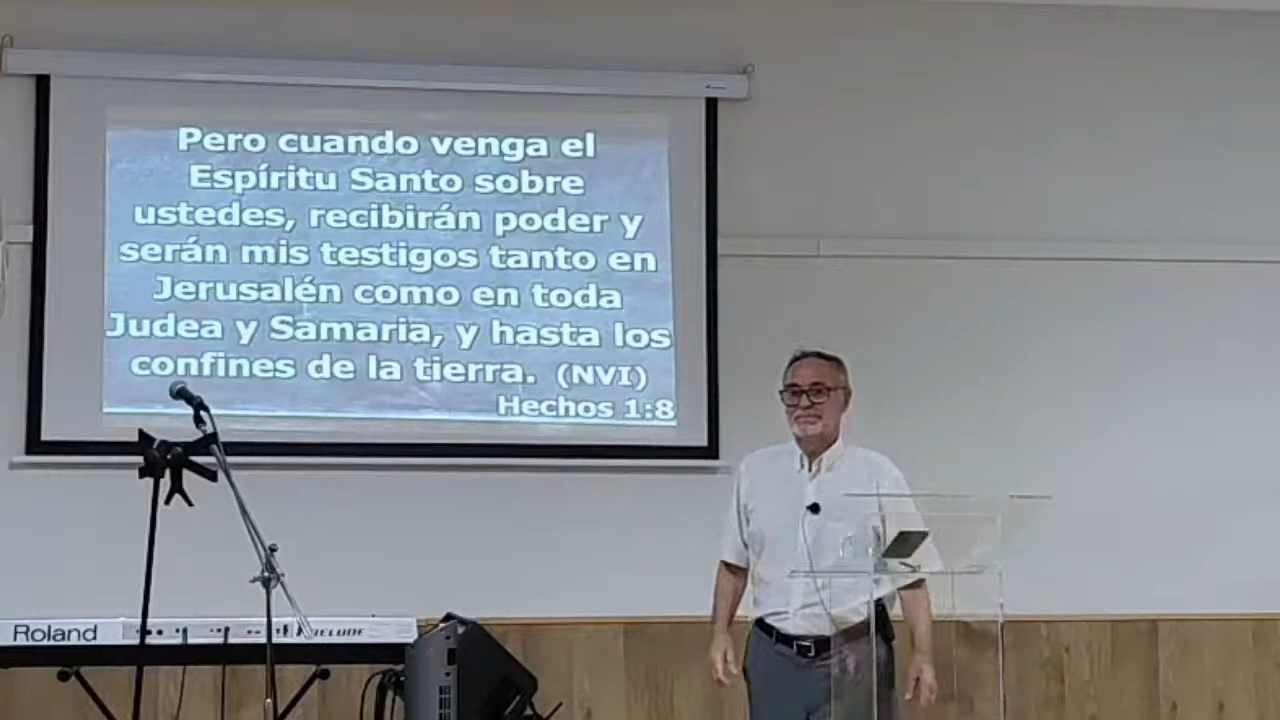 Pero cuando venga el
Espíritu Santo sobre
ustedes, recibirán poder y
serán mis testigos tanto en
Jerusalén como en toda
Judea y Samaria, y hasta los
confines de la tierra. (NVI)
Hechos 1:8
Roland
PRELUDE